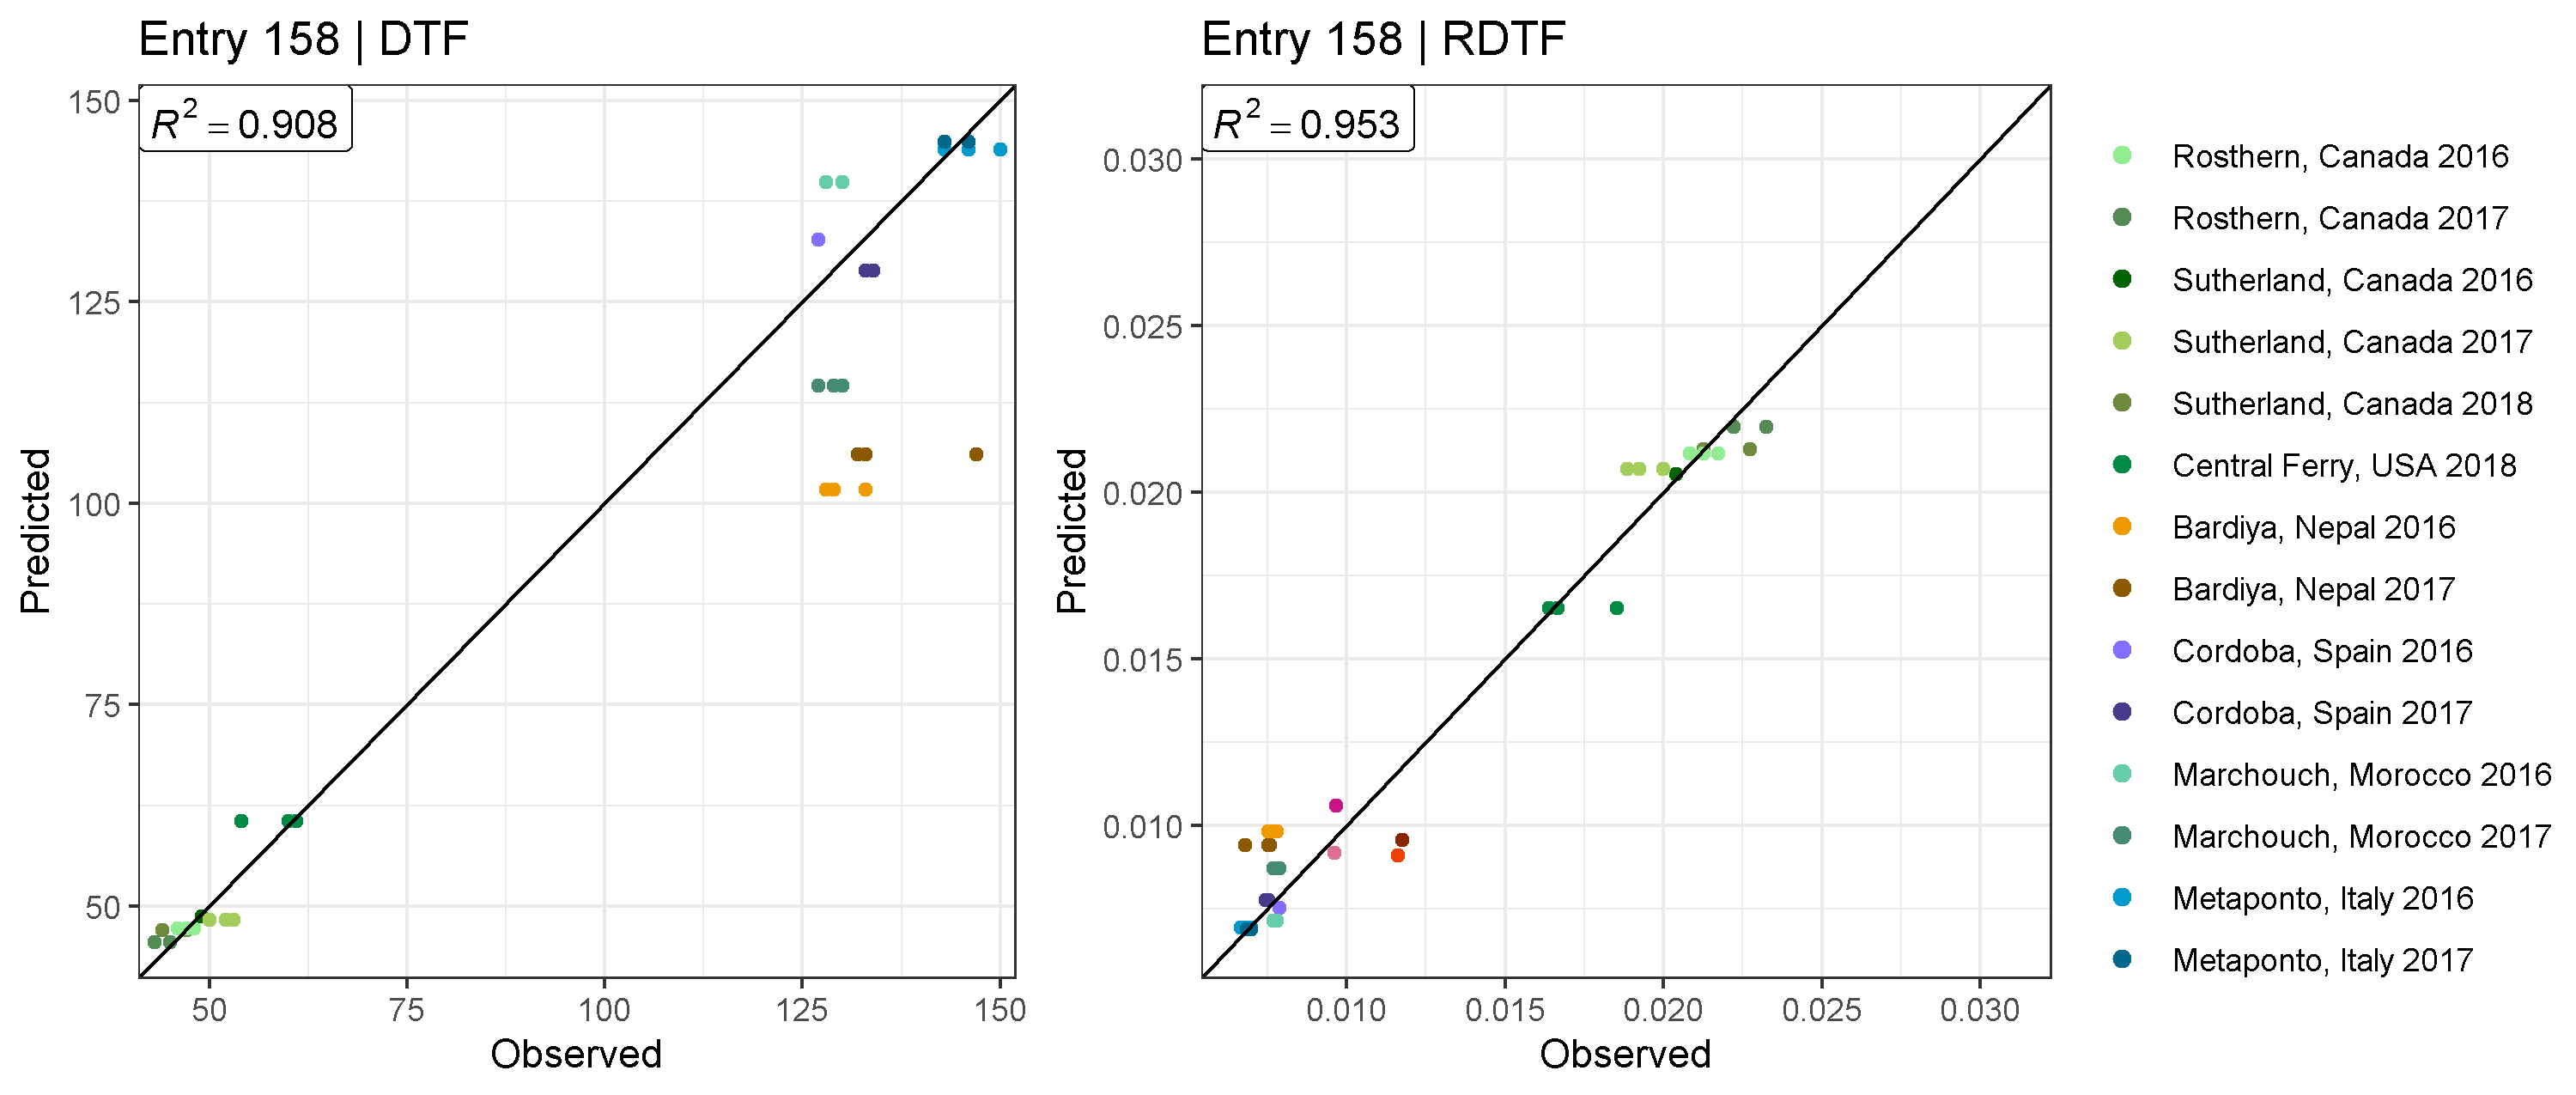 Entry 158 | DTF
R² = 0.908
150
125
100
75
50
50 75 100 125 150
Predicted
Observed
Entry 158 | RDTF
R² = 0.953
0.030
0.025
0.020
0.015
0.010
0.010 0.015 0.020 0.025 0.030
Predicted
Observed
Rosthern, Canada 2016
Rosthern, Canada 2017
Sutherland, Canada 2016
Sutherland, Canada 2017
Sutherland, Canada 2018
Central Ferry, USA 2018
Bardiya, Nepal 2016
Bardiya, Nepal 2017
Cordoba, Spain 2016
Cordoba, Spain 2017
Marchouch, Morocco 2016
Marchouch, Morocco 2017
Metaponto, Italy 2016
Metaponto, Italy 2017